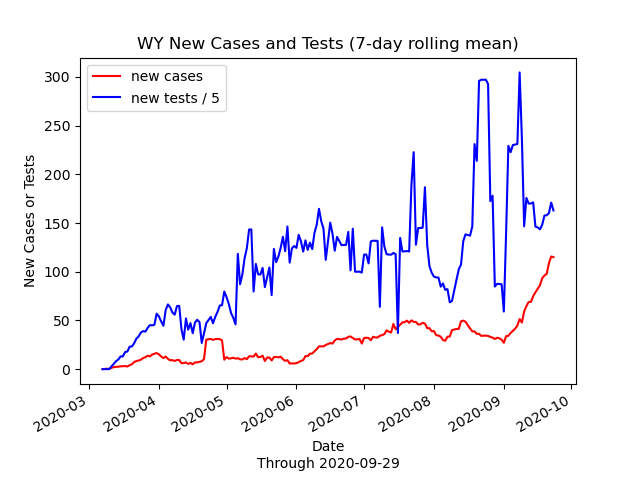 WY New Cases and Tests (7-day rolling mean)
new cases
new tests / 5
300
250
200
150
100
50
0
New Cases or Tests
2020-03
2020-04
2020-05
2020-06
2020-07
2020-08
2020-09
2020-10
Date
Through 2020-09-29